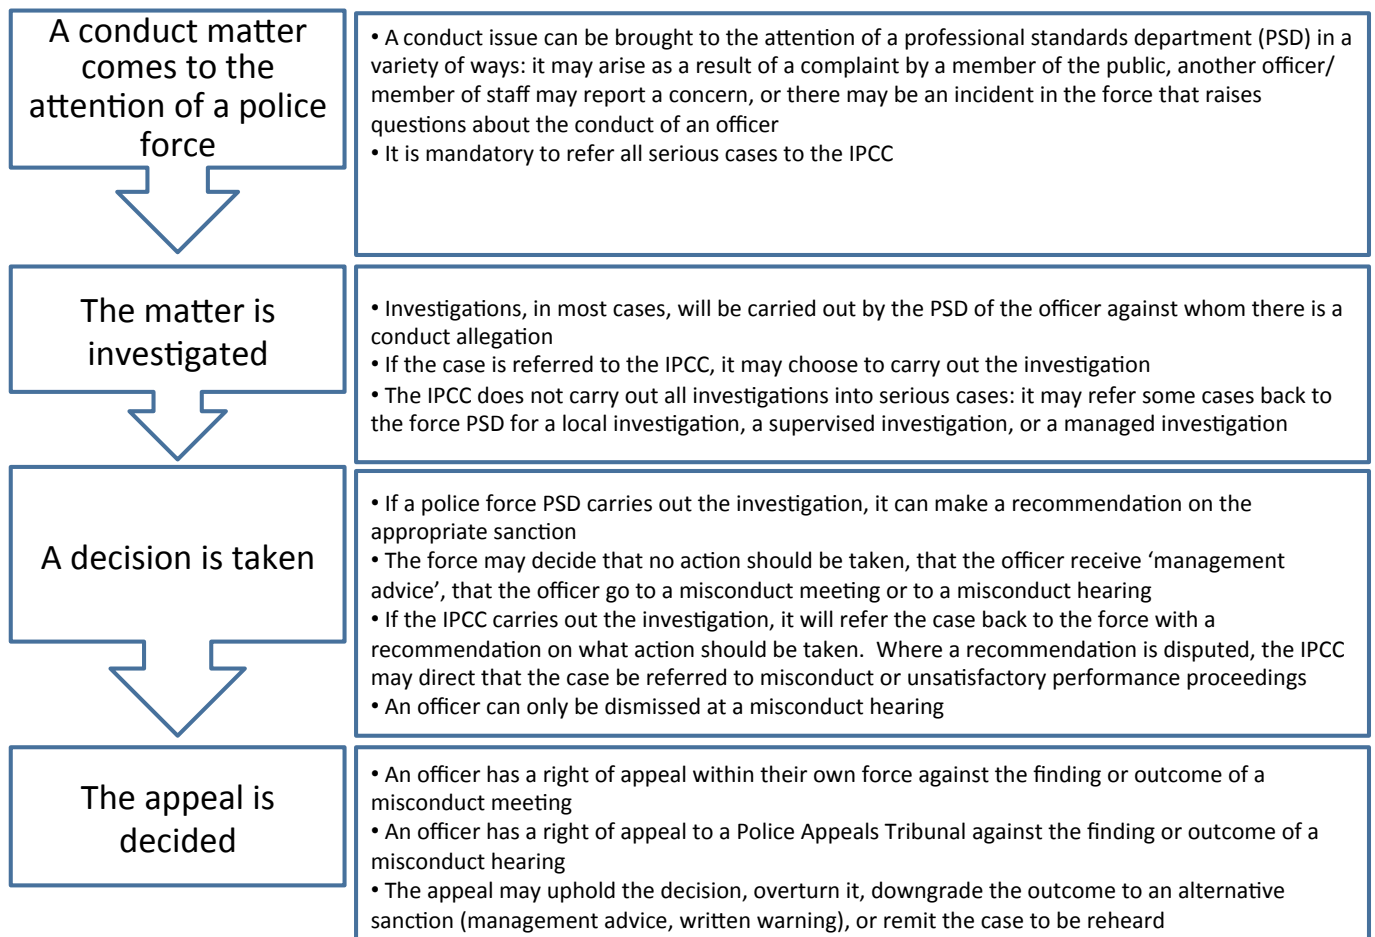 A conduct matter
comes to the
attention of a police
force
• A conduct issue can be brought to the attention of a professional standards department (PSD) in a
variety of ways: it may arise as a result of a complaint by a member of the public, another officer/
member of staff may report a concern, or there may be an incident in the force that raises
questions about the conduct of an officer
• It is mandatory to refer all serious cases to the IPCC
The matter is
investigated
• Investigations, in most cases, will be carried out by the PSD of the officer against whom there is a
conduct allegation
• If the case is referred to the IPCC, it may choose to carry out the investigation
• The IPCC does not carry out all investigations into serious cases: it may refer some cases back to
the force PSD for a local investigation, a supervised investigation, or a managed investigation
A decision is taken
• If a police force PSD carries out the investigation, it can make a recommendation on the
appropriate sanction
• The force may decide that no action should be taken, that the officer receive ‘management
advice’, that the officer go to a misconduct meeting or to a misconduct hearing
• If the IPCC carries out the investigation, it will refer the case back to the force with a
recommendation on what action should be taken.  Where a recommendation is disputed, the IPCC
may direct that the case be referred to misconduct or unsatisfactory performance proceedings
• An officer can only be dismissed at a misconduct hearing
The appeal is
decided
• An officer has a right of appeal within their own force against the finding or outcome of a
misconduct meeting
• An officer has a right of appeal to a Police Appeals Tribunal against the finding or outcome of a
misconduct hearing
• The appeal may uphold the decision, overturn it, downgrade the outcome to an alternative
sanction (management advice, written warning), or remit the case to be reheard